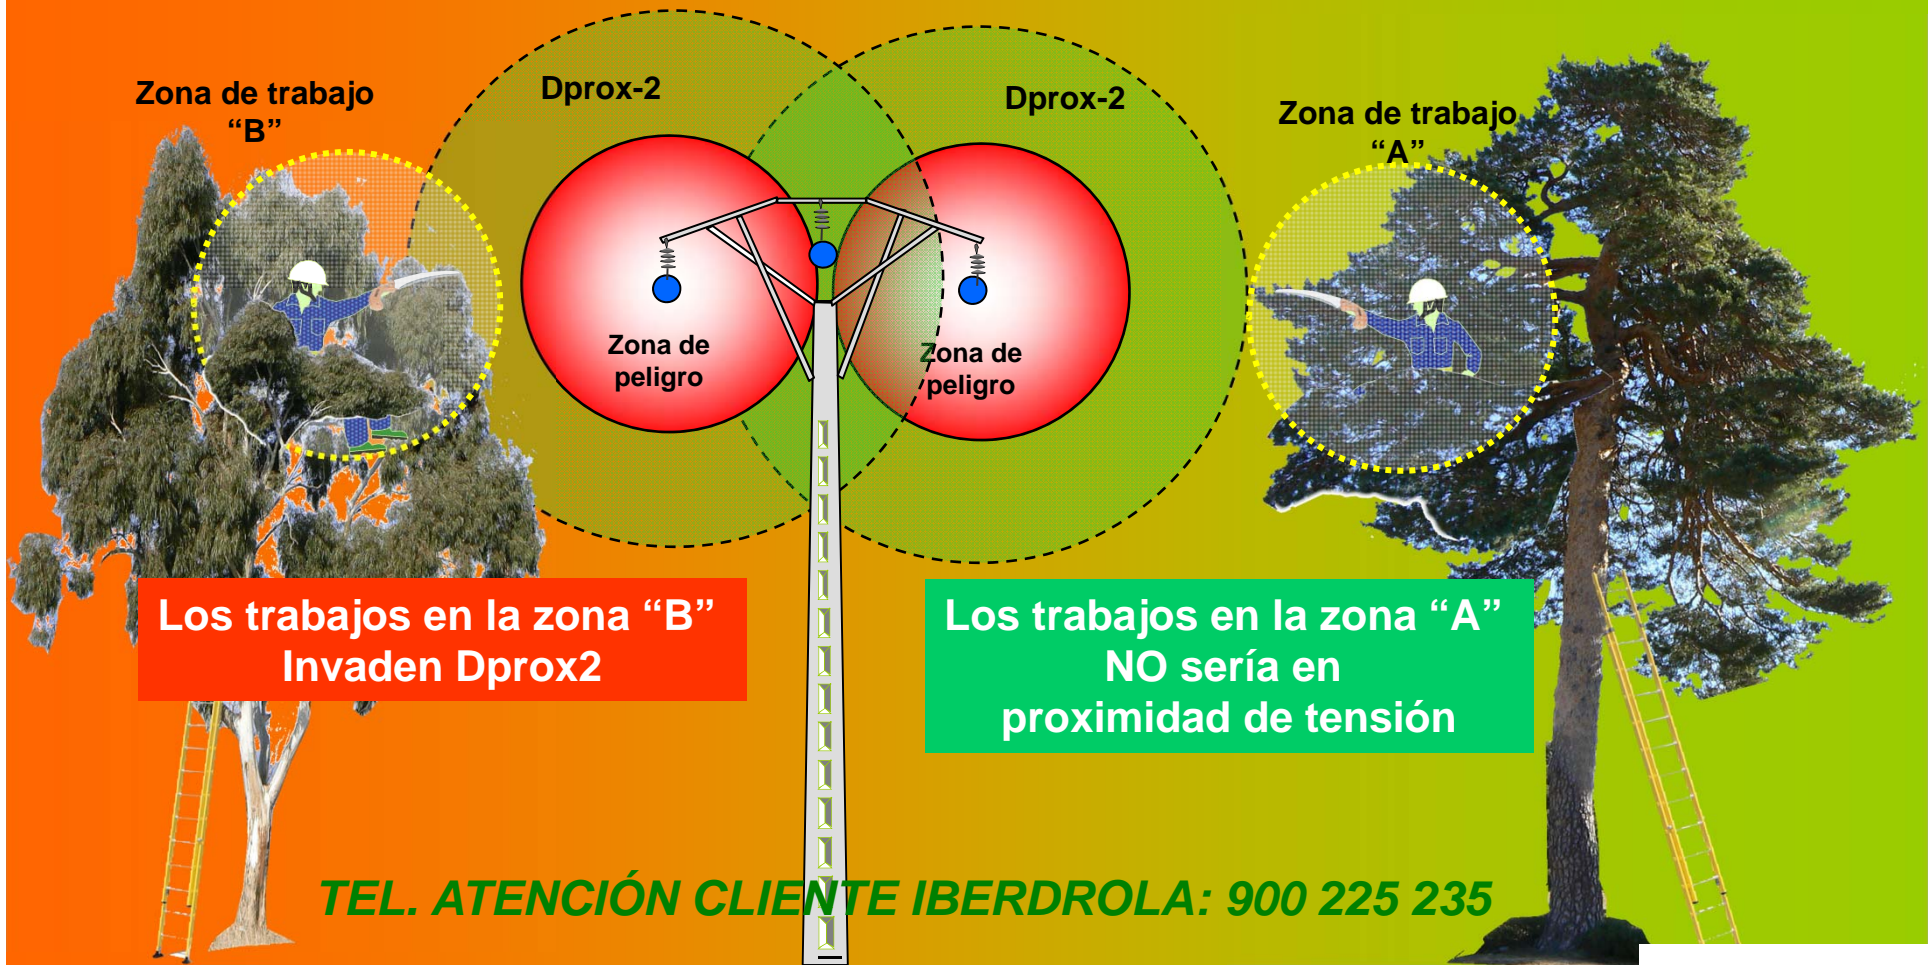 Zona de trabajo
“B”
Dprox-2
Dprox-2
Zona de trabajo
“A”
Zona de
peligro
Zona de
peligro
Los trabajos en la zona “B”
Invaden Dprox2
Los trabajos en la zona “A”
NO sería en
proximidad de tensión
TEL. ATENCIÓN CLIENTE IBERDROLA: 900 225 235